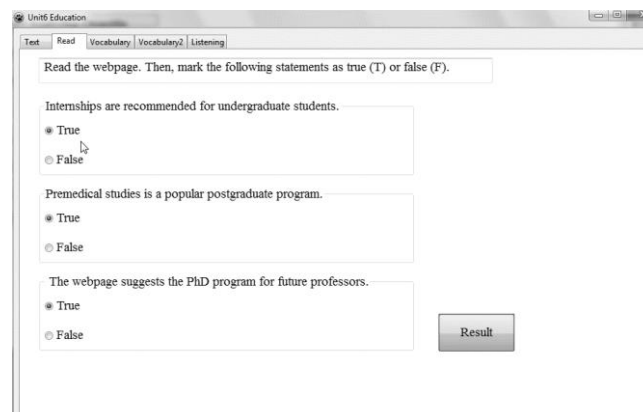 Unit6 Education
Text Read Vocabulary Vocabulary2 Listening
Read the webpage. Then, mark the following statements as true (T) or false (F).
Internships are recommended for undergraduate students.
True
False
Premedical studies is a popular postgraduate program.
True
False
The webpage suggests the PhD program for future professors.
True
False
Result